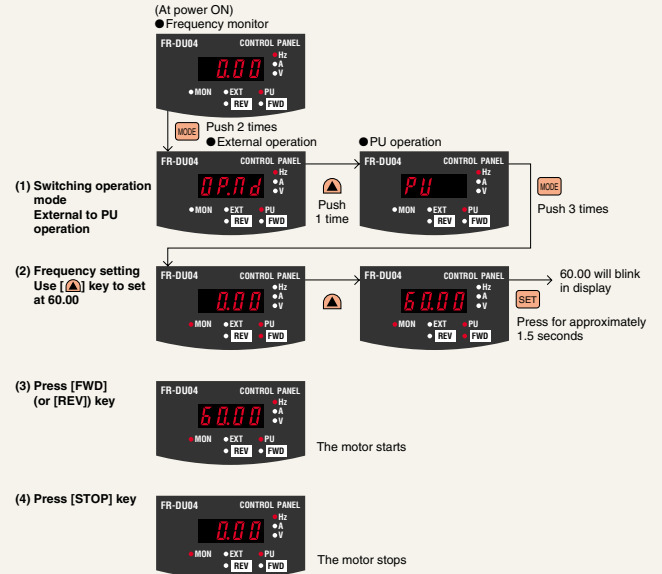 (At power ON)
●Frequency monitor
FR-DU04 CONTROL PANEL
●Hz
0.00 ●A
●V
●MON ●EXT ●PU
● REV ● FWD
MODE Push 2 times
●External operation ●PU operation
(1) Switching operation
mode
External to PU
operation
FR-DU04 CONTROL PANEL
●Hz
OP.nd ●A
●V
●MON ●EXT ●PU
● REV ● FWD
Push
1 time
FR-DU04 CONTROL PANEL
●Hz
PU ●A
●V
●MON ●EXT ●PU
● REV ● FWD
MODE
Push 3 times
(2) Frequency setting
Use [▲] key to set
at 60.00
FR-DU04 CONTROL PANEL
●Hz
0.00 ●A
●V
●MON ●EXT ●PU
● REV ● FWD
FR-DU04 CONTROL PANEL
●Hz
60.00 ●A
●V
●MON ●EXT ●PU
● REV ● FWD
60.00 will blink
in display
SET
Press for approximately
1.5 seconds
(3) Press [FWD]
(or [REV]) key
FR-DU04 CONTROL PANEL
●Hz
60.00 ●A
●V
●MON ●EXT ●PU
● REV ● FWD
The motor starts
(4) Press [STOP] key
FR-DU04 CONTROL PANEL
●Hz
0.00 ●A
●V
●MON ●EXT ●PU
● REV ● FWD
The motor stops